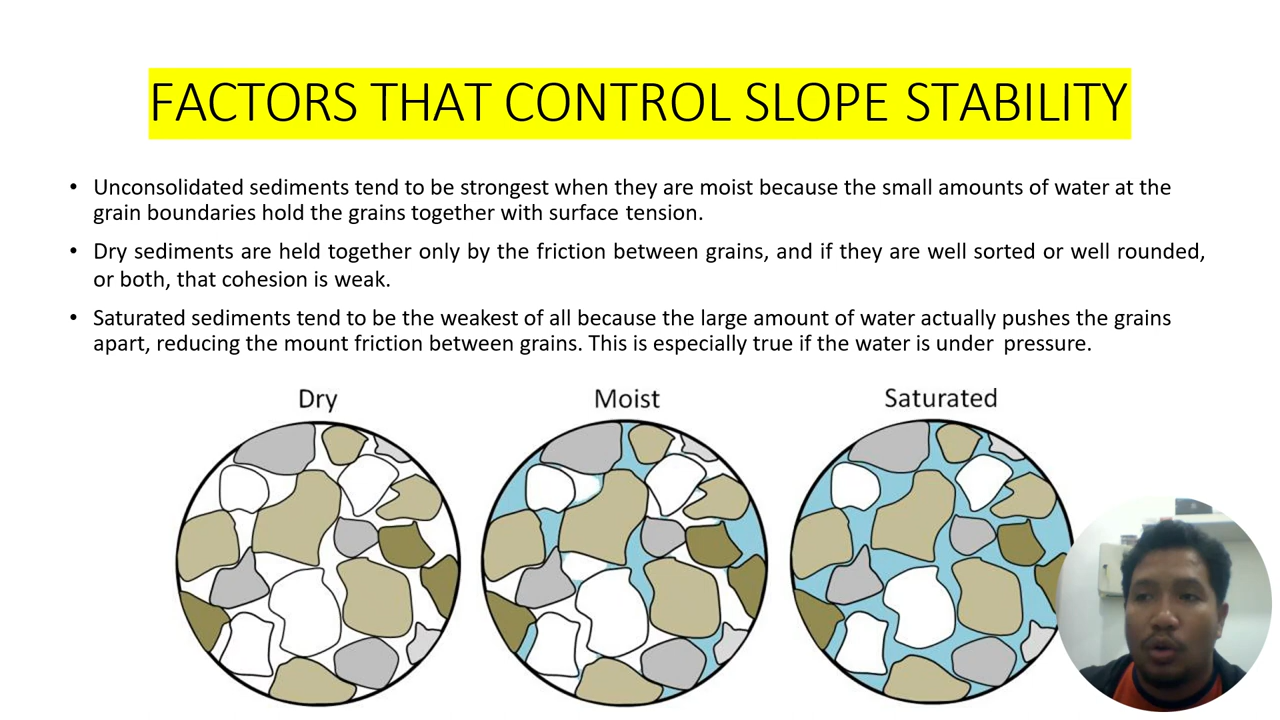 FACTORS THAT CONTROL SLOPE STABILITY
• Unconsolidated sediments tend to be strongest when they are moist because the small amounts of water at the
grain boundaries hold the grains together with surface tension.
• Dry sediments are held together only by the friction between grains, and if they are well sorted or well rounded,
or both, that cohesion is weak.
• Saturated sediments tend to be the weakest of all because the large amount of water actually pushes the grains
apart, reducing the mount friction between grains. This is especially true if the water is under pressure.
Dry Moist Saturated